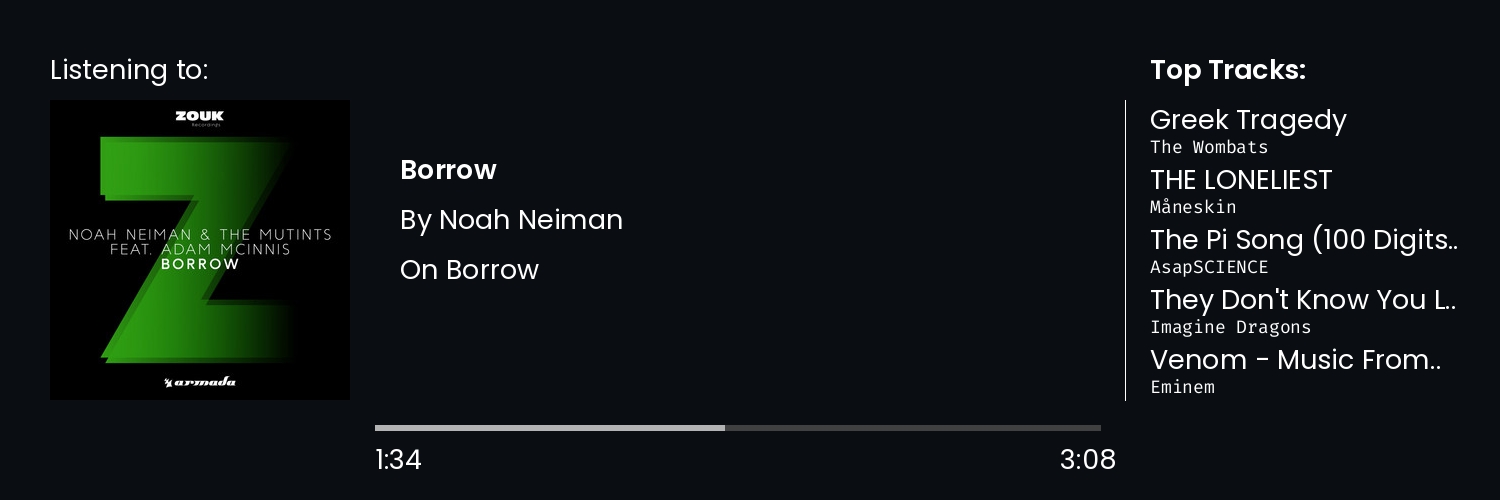 Listening to:
ZOUK
Recordings
NOAH NEIMAN & THE MUTINTS
FEAT. ADAM MCINNIS
BORROW
armada
Borrow
By Noah Neiman
On Borrow
1:34
3:08
Top Tracks:
Greek Tragedy
The Wombats
THE LONELIEST
Måneskin
The Pi Song (100 Digits..
AsapSCIENCE
They Don't Know You L..
Imagine Dragons
Venom - Music From..
Eminem